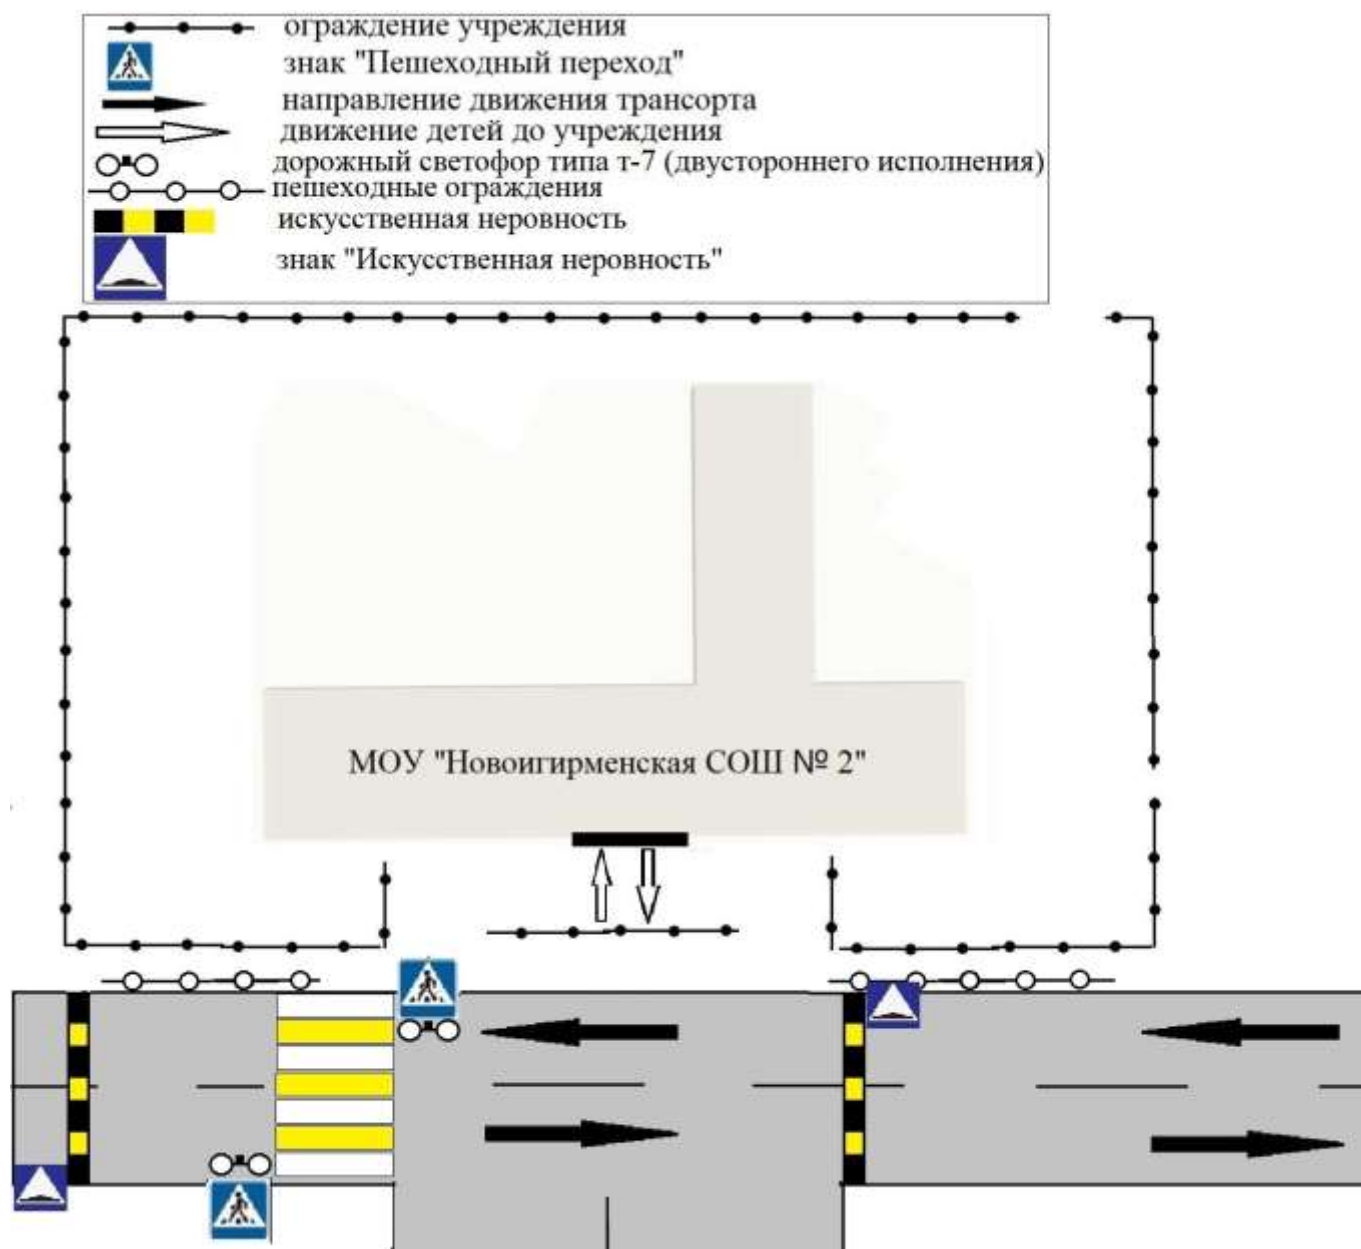 ограждение учреждения
знак "Пешеходный переход"
направление движения трансорта
движение детей до учреждения
дорожный светофор типа т-7 (двустороннего исполнения)
пешеходные ограждения
искусственная неровность
знак "Искусственная неровность"
МОУ "Новоигирменская СОШ № 2"